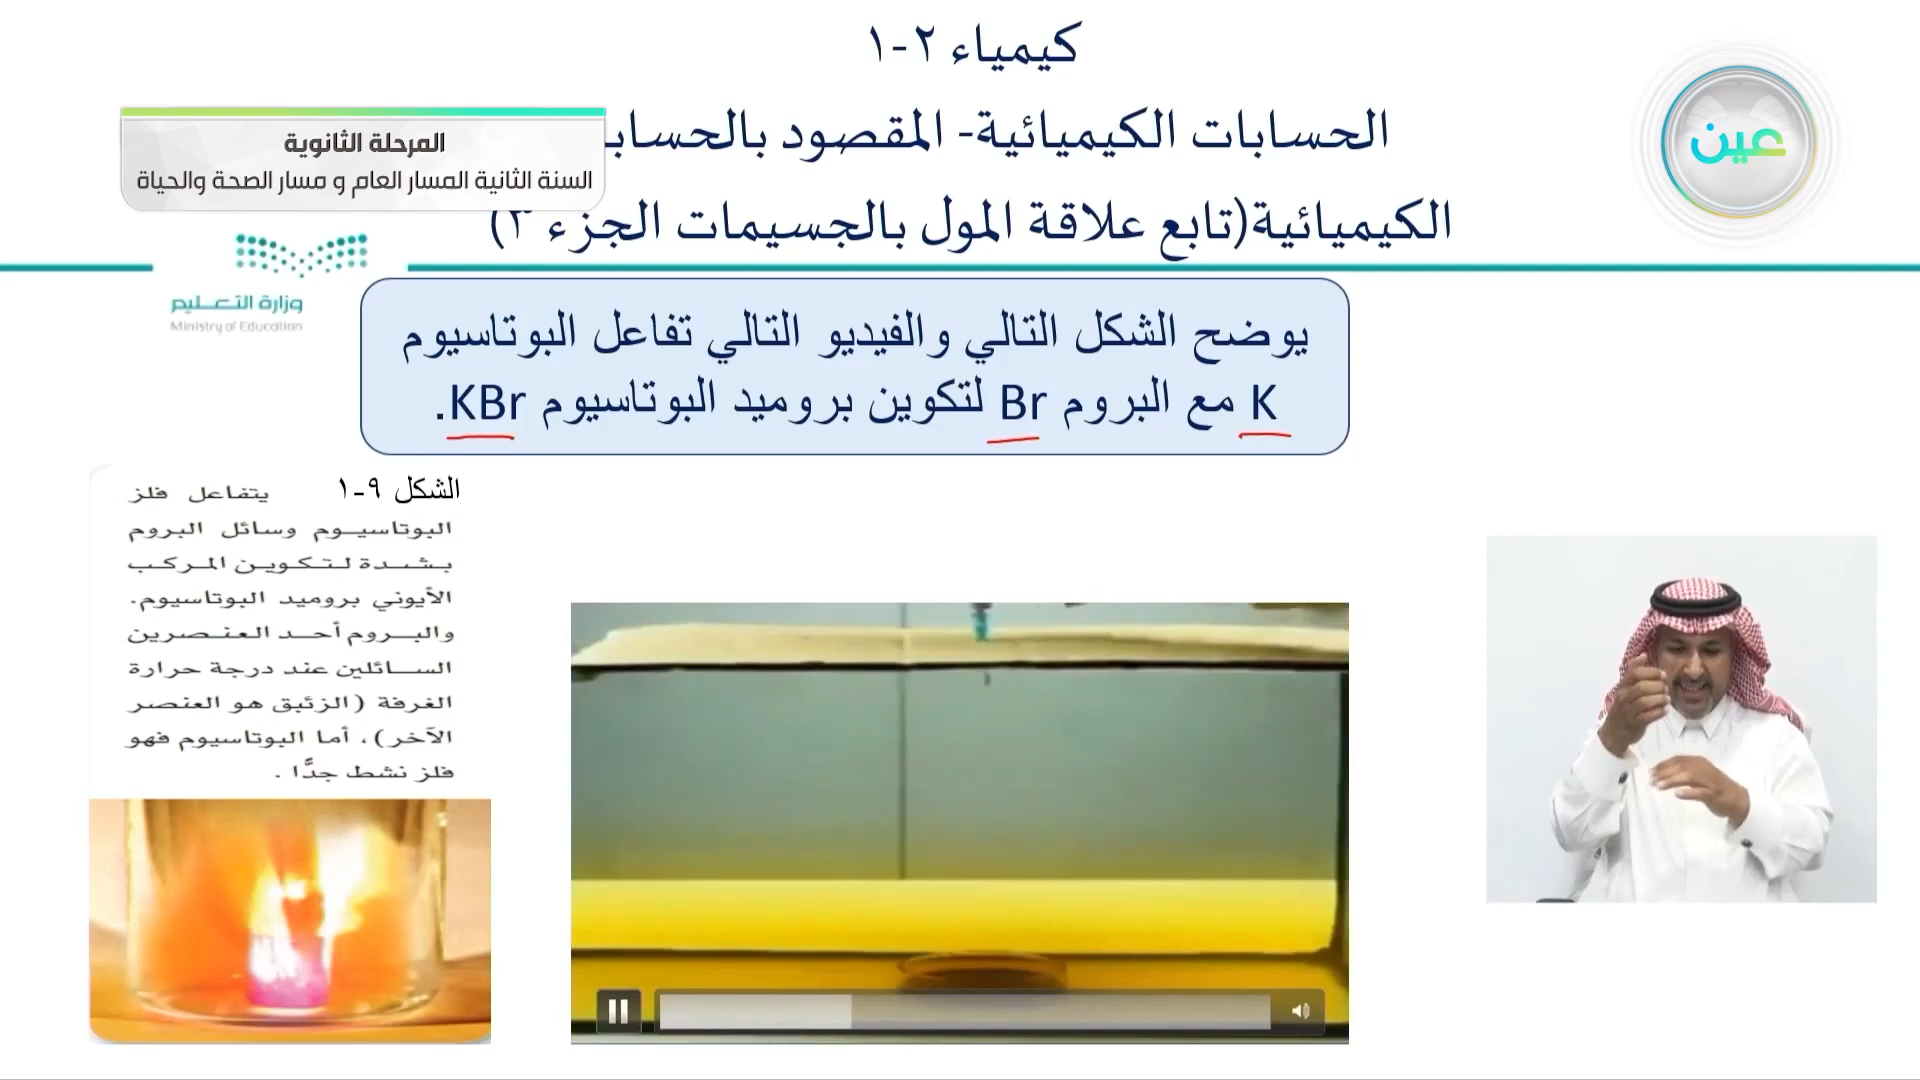 كيمياء ٢-١
الحسابات الكيميائية- المقصود بالحساب
الكيميائية(تابع علاقة المول بالجسيمات الجزء ٣)
المرحلة الثانوية
السنة الثانية المسار العام و مسار الصحة والحياة
عين
وزارة التعليم
Ministry of Education
يوضح الشكل التالي والفيديو التالي تفاعل البوتاسيوم
K مع البروم Br لتكوين بروميد البوتاسيوم KBr.
الشكل ٩-١ يتفاعل فلز
البوتاسيوم وسائل البروم
بشدة لتكوين المركب
الأيوني بروميد البوتاسيوم.
والبروم أحد العنصرين
السائلين عند درجة حرارة
الغرفة (الزئبق هو العنصر
الآخر)، أما البوتاسيوم فهو
فلز نشط جدًّا .